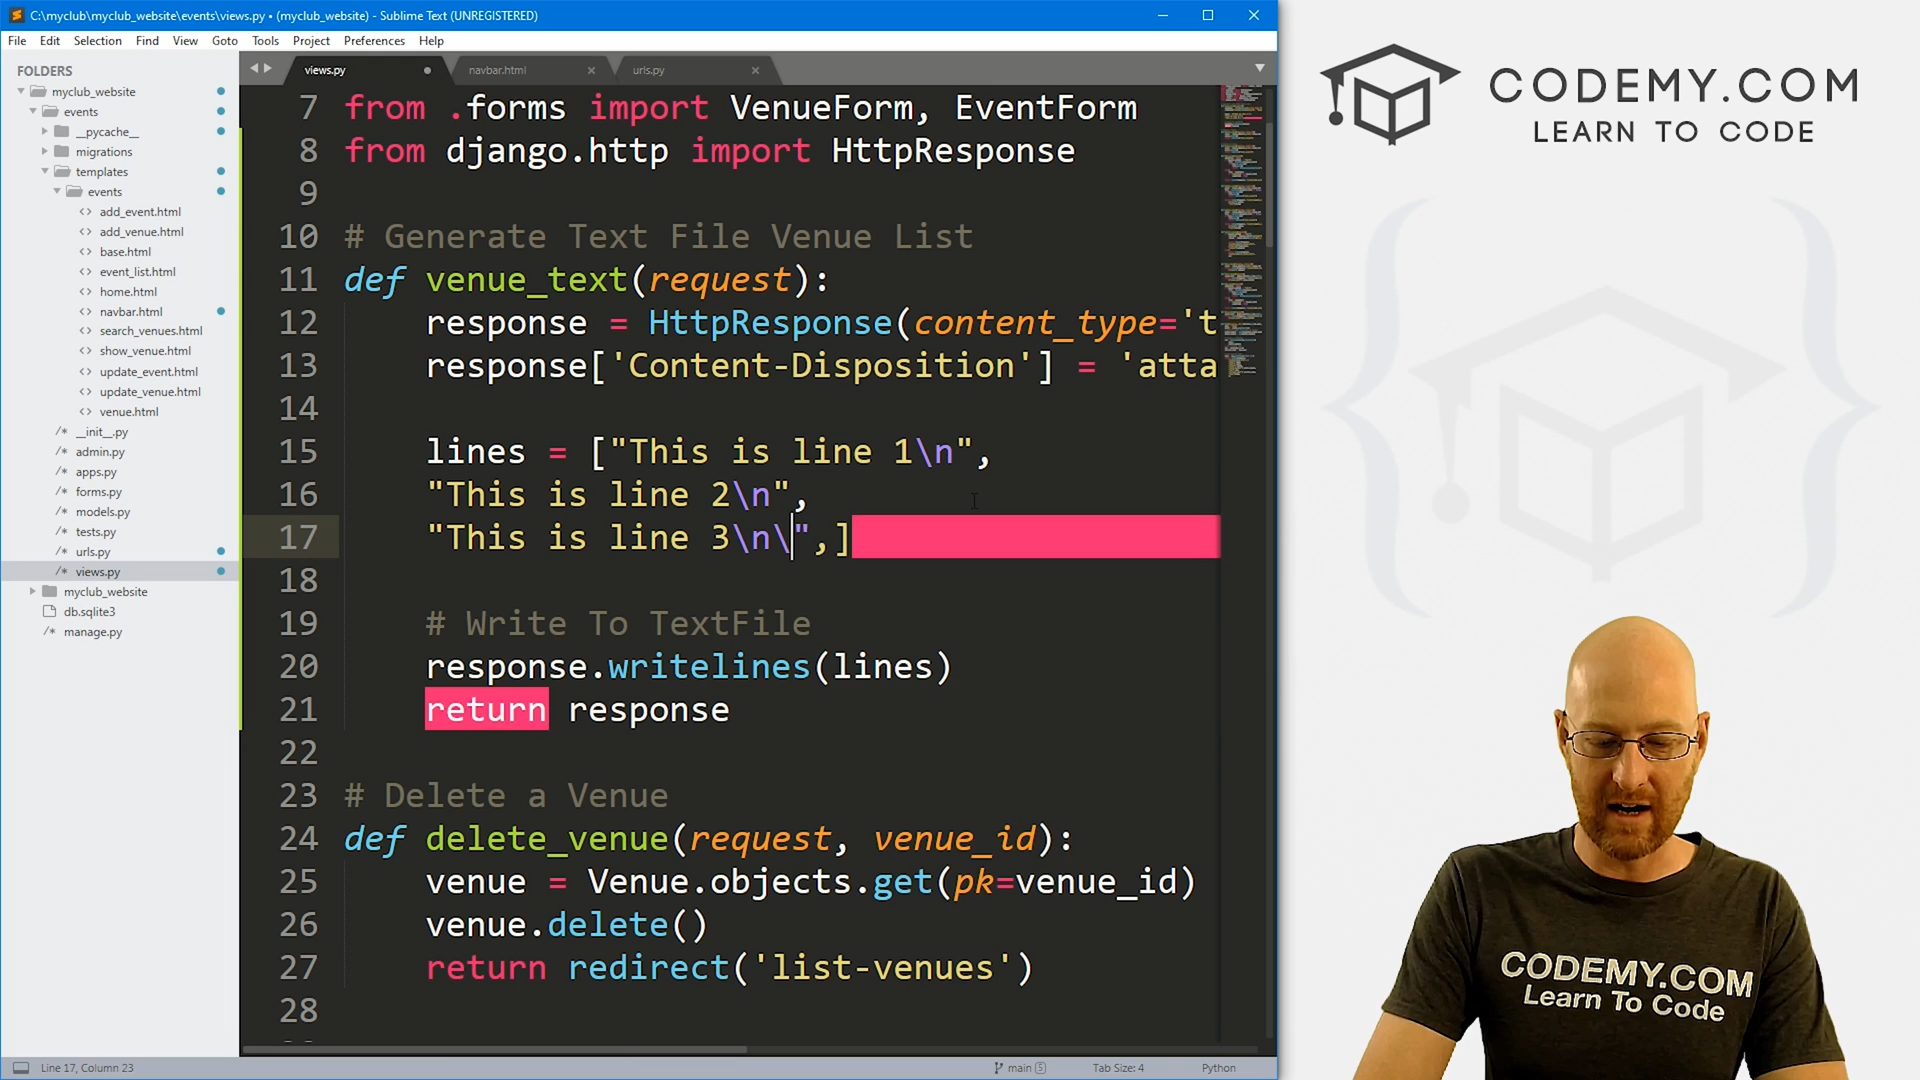 C:\myclub\myclub_website\events\views.py • (myclub_website) - Sublime Text (UNREGISTERED)
File Edit Selection Find View Goto Tools Project Preferences Help
FOLDERS
myclub_website
events
__pycache__
migrations
templates
events
add_event.html
add_venue.html
base.html
event_list.html
home.html
navbar.html
search_venues.html
show_venue.html
update_event.html
update_venue.html
venue.html
__init__.py
admin.py
apps.py
forms.py
models.py
tests.py
urls.py
views.py
myclub_website
db.sqlite3
manage.py
views.py navbar.html urls.py
7 from .forms import VenueForm, EventForm
8 from django.http import HttpResponse
9
10 # Generate Text File Venue List
11 def venue_text(request):
12 response = HttpResponse(content_type='t
13 response['Content-Disposition'] = 'atta
14
15 lines = ["This is line 1\n",
16 "This is line 2\n",
17 "This is line 3\n\",]
18
19 # Write To TextFile
20 response.writelines(lines)
21 return response
22
23 # Delete a Venue
24 def delete_venue(request, venue_id):
25 venue = Venue.objects.get(pk=venue_id)
26 venue.delete()
27 return redirect('list-venues')
28
Line 17, Column 23
main 5 Tab Size: 4 Python
CODEMY.COM
LEARN TO CODE
CODEMY.COM
Learn To Code